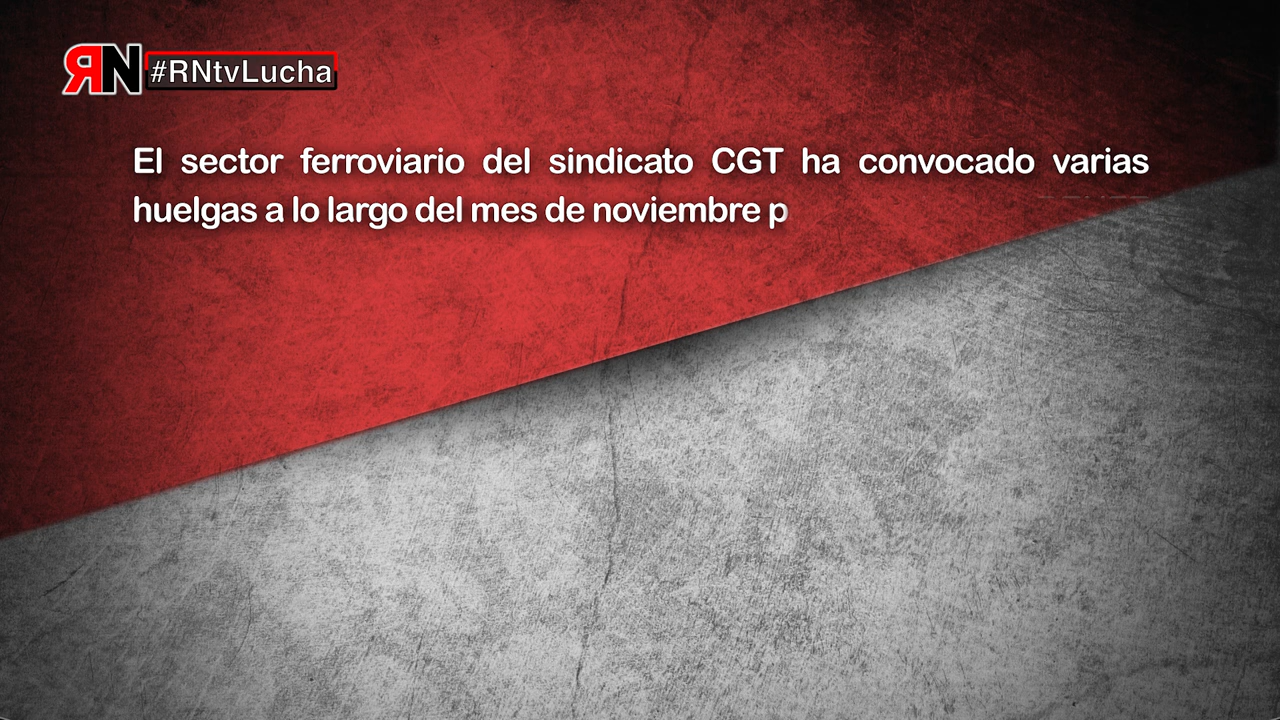 RN #RNtvLucha
El sector ferroviario del sindicato CGT ha convocado varias
huelgas a lo largo del mes de noviembre p